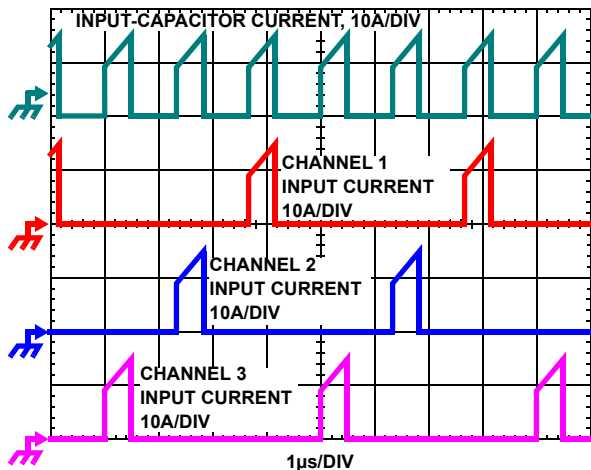 INPUT-CAPACITOR CURRENT, 10A/DIV
CHANNEL 1
INPUT CURRENT
10A/DIV
CHANNEL 2
INPUT CURRENT
10A/DIV
CHANNEL 3
INPUT CURRENT
10A/DIV
1µs/DIV